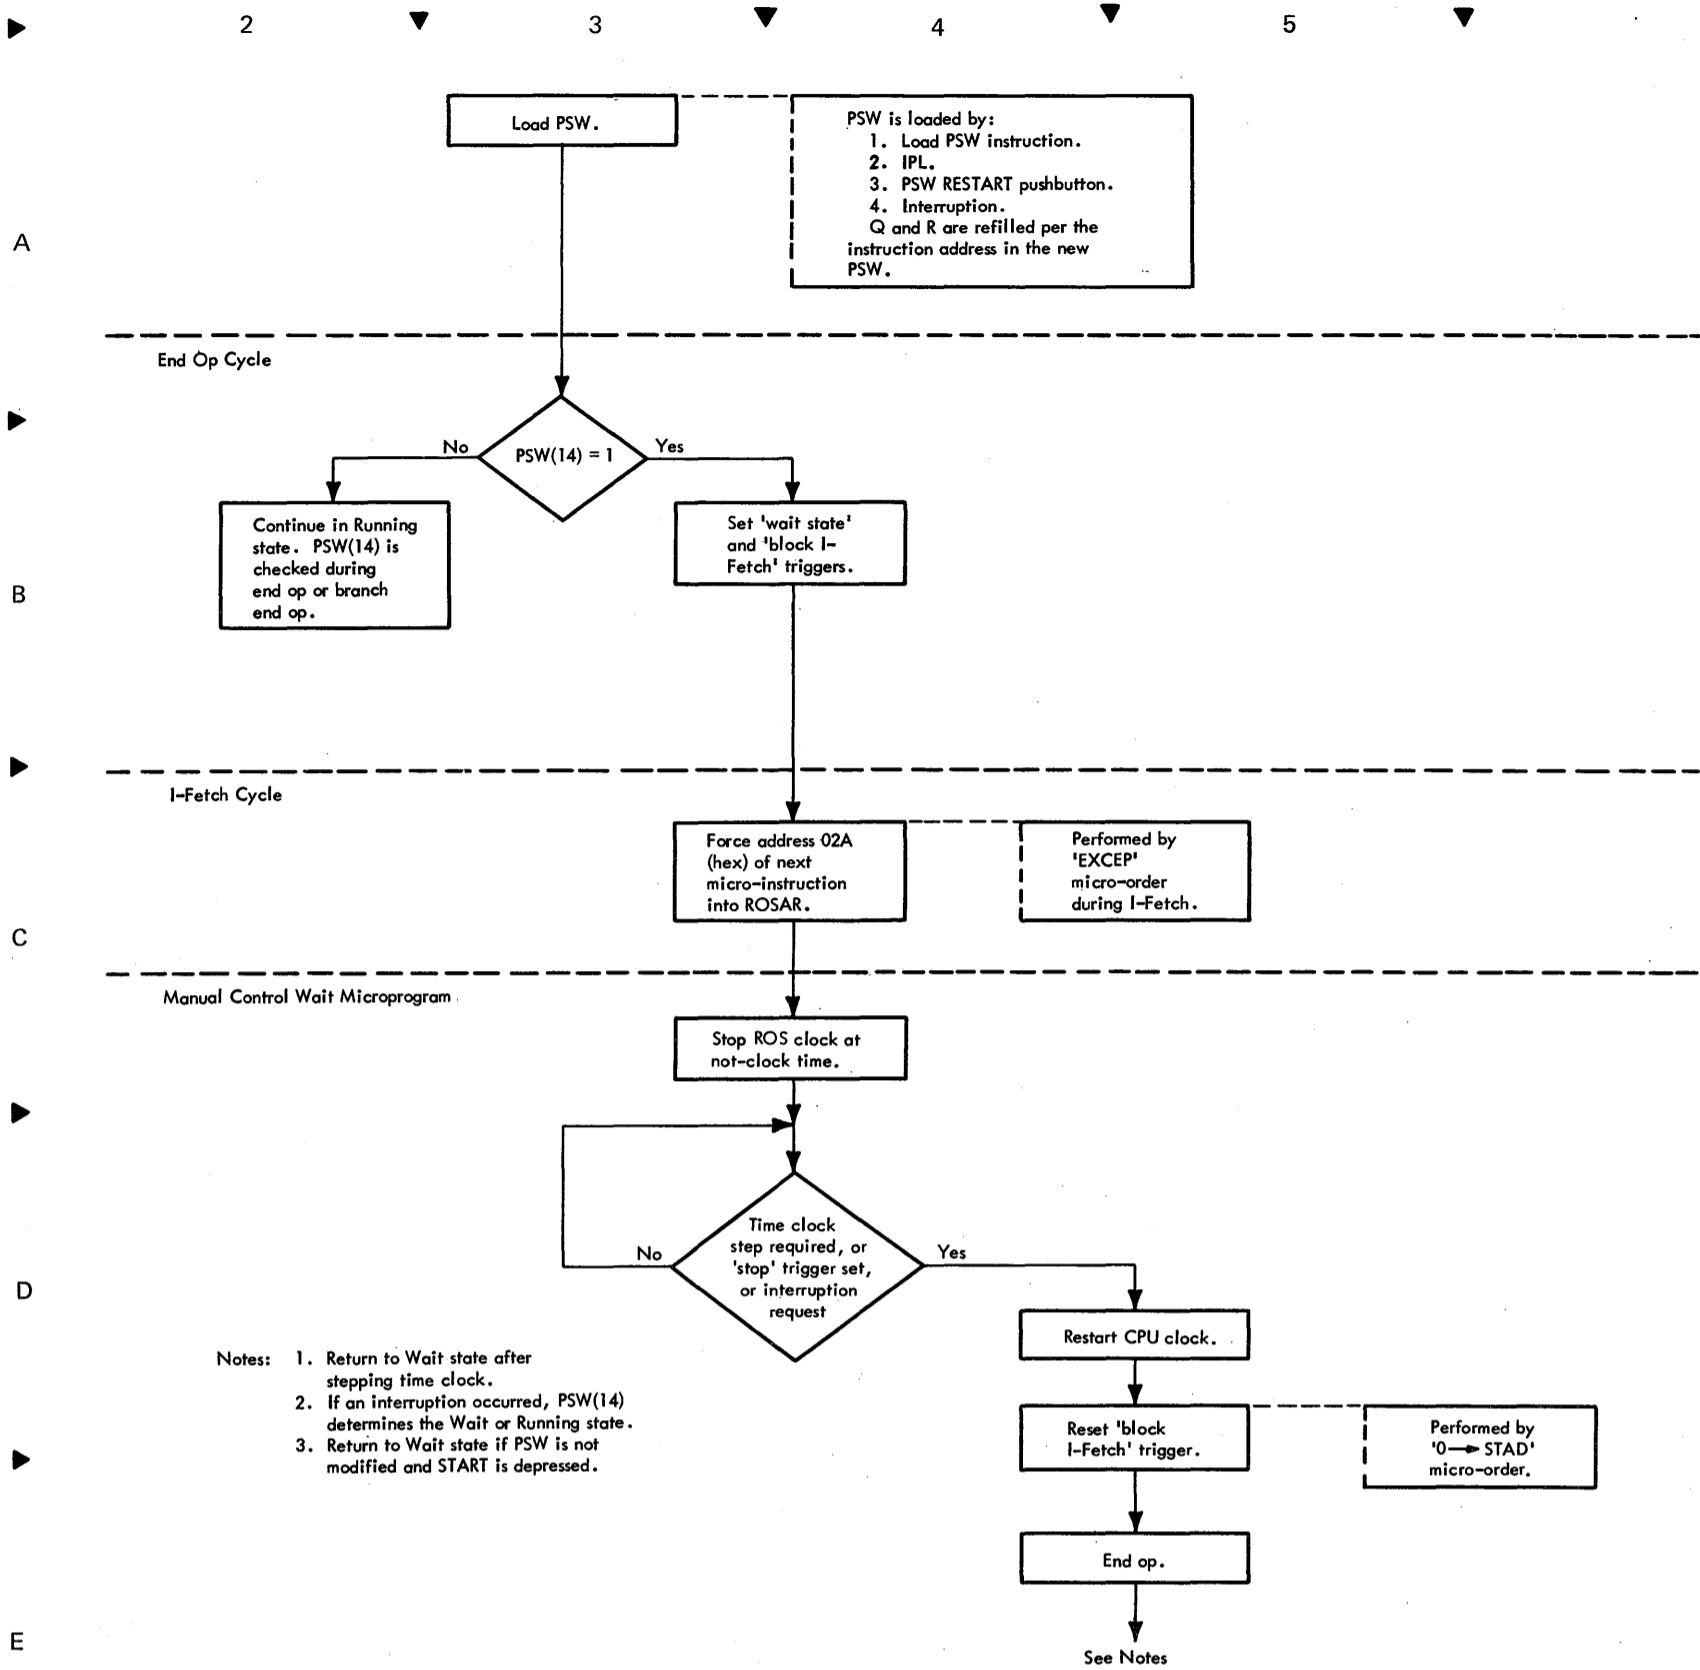 2 3 4 5
Load PSW.
PSW is loaded by:
1. Load PSW instruction.
2. IPL.
3. PSW RESTART pushbutton.
4. Interruption.
Q and R are refilled per the
instruction address in the new
PSW.
A
End Op Cycle
No
PSW(14) = 1
Yes
Continue in Running
state. PSW(14) is
checked during
end op or branch
end op.
Set 'wait state'
and 'block I-
Fetch' triggers.
B
I-Fetch Cycle
Force address 02A
(hex) of next
micro-instruction
into ROSAR.
Performed by
'EXCEP'
micro-order
during I-Fetch.
C
Manual Control Wait Microprogram
Stop ROS clock at
not-clock time.
Time clock
step required, or
'stop' trigger set,
or interruption
request
No
Yes
D
Restart CPU clock.
Notes: 1. Return to Wait state after
stepping time clock.
2. If an interruption occurred, PSW(14)
determines the Wait or Running state.
3. Return to Wait state if PSW is not
modified and START is depressed.
Reset 'block
I-Fetch' trigger.
Performed by
'0→STAD'
micro-order.
End op.
E
See Notes